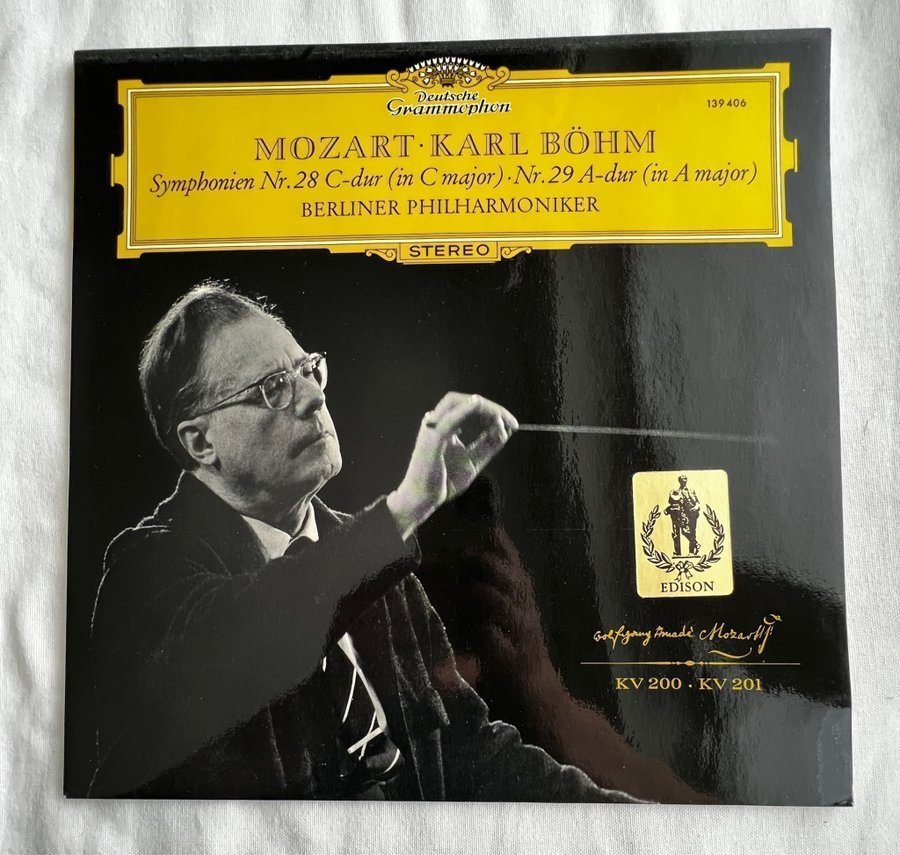 Deutsche
Grammophon
139 406
MOZART · KARL BÖHM
Symphonien Nr. 28 C-dur (in C major) · Nr. 29 A-dur (in A major)
BERLINER PHILHARMONIKER
STEREO
EDISON
Wolfgang Amadè Mozart
KV 200 · KV 201